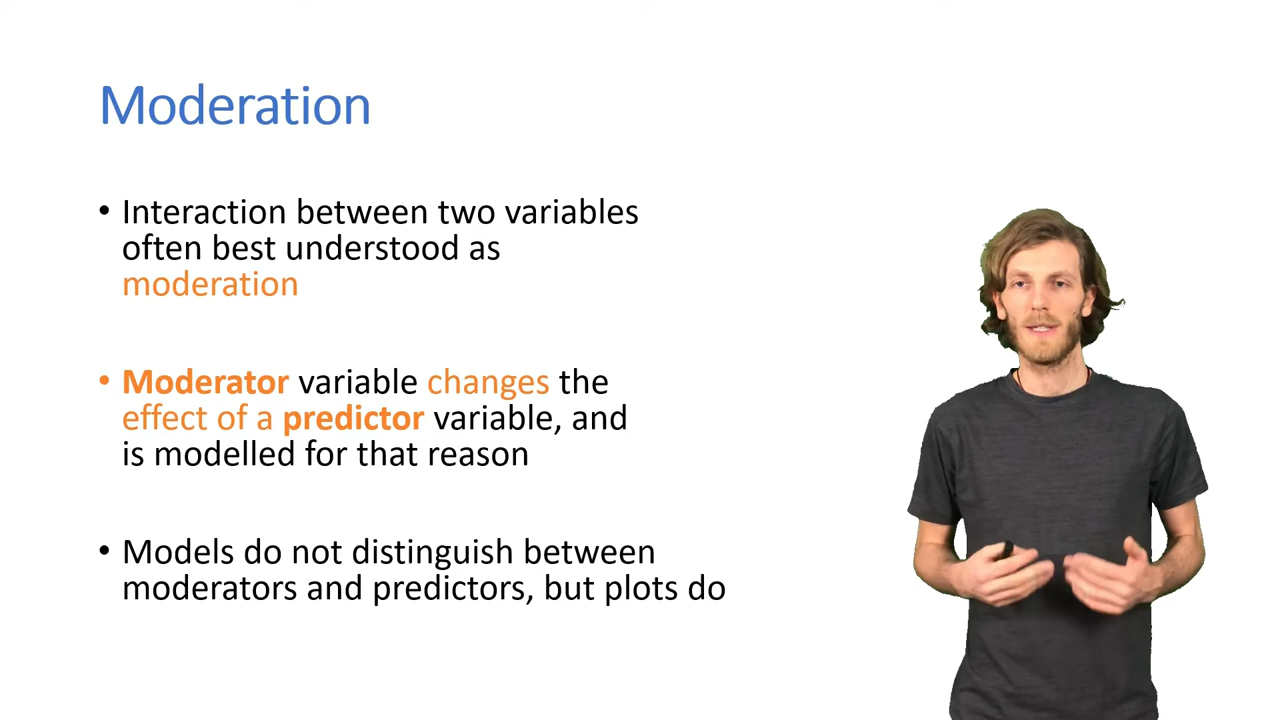 Moderation
• Interaction between two variables
often best understood as
moderation
• Moderator variable changes the
effect of a predictor variable, and
is modelled for that reason
• Models do not distinguish between
moderators and predictors, but plots do